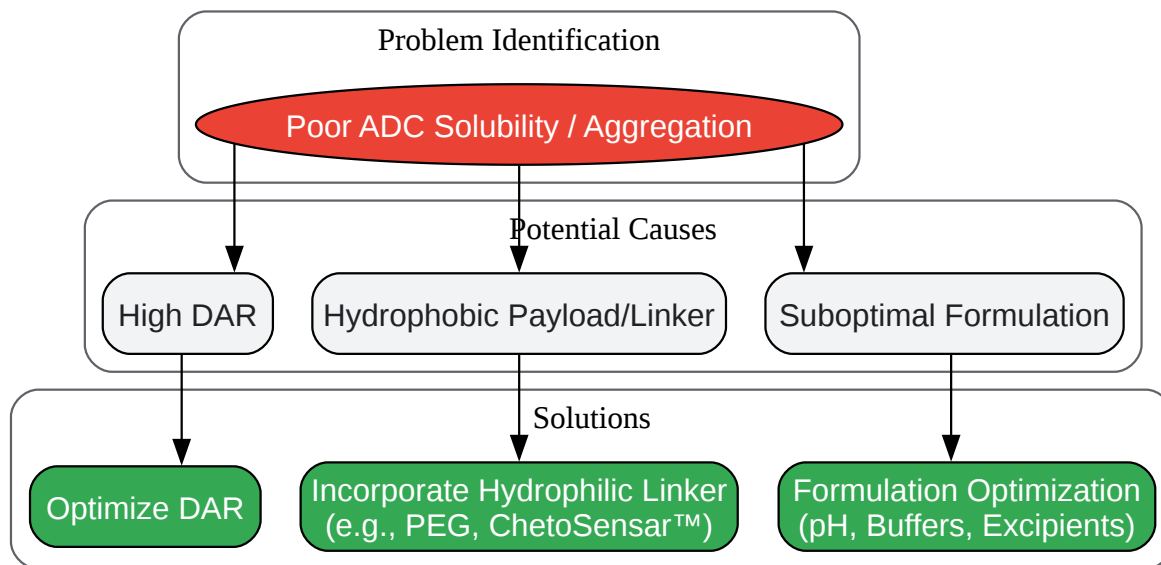 Problem Identification
Poor ADC Solubility / Aggregation
Potential Causes
High DAR
Hydrophobic Payload/Linker
Suboptimal Formulation
Solutions
Optimize DAR
Incorporate Hydrophilic Linker
(e.g., PEG, ChetoSensar™)
Formulation Optimization
(pH, Buffers, Excipients)